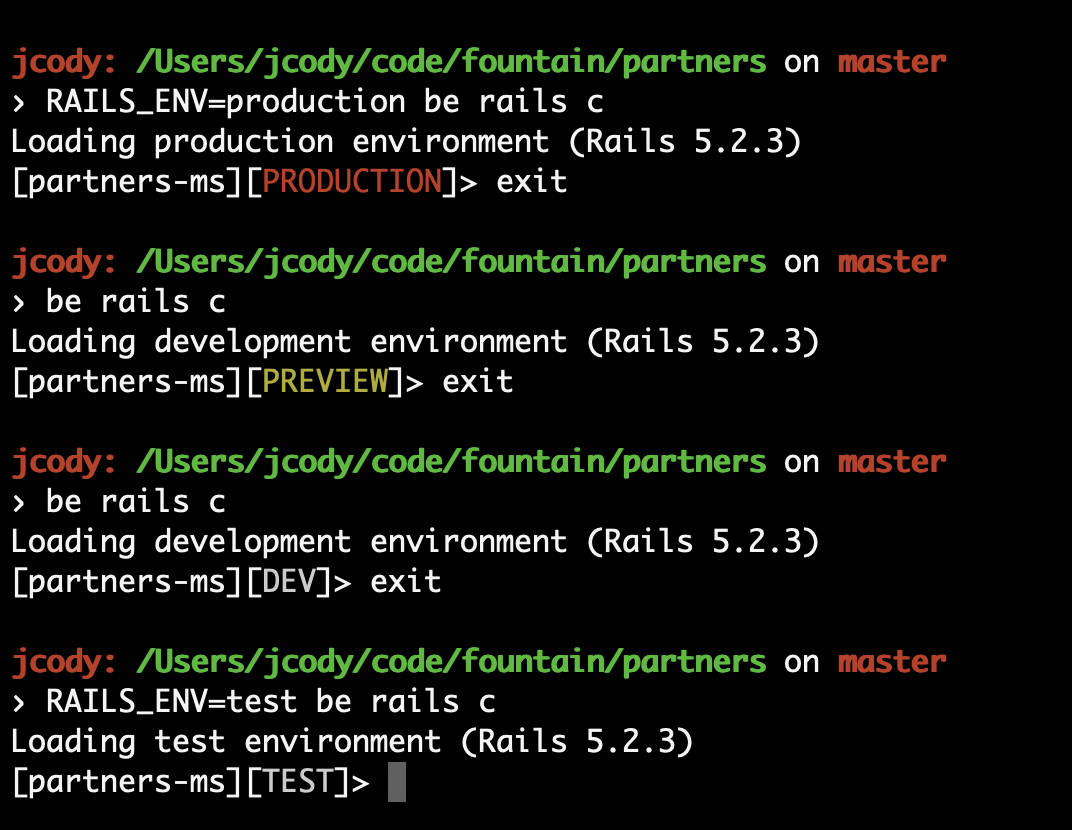 jcody: /Users/jcody/code/fountain/partners on master
› RAILS_ENV=production be rails c
Loading production environment (Rails 5.2.3)
[partners-ms][PRODUCTION]> exit
jcody: /Users/jcody/code/fountain/partners on master
› be rails c
Loading development environment (Rails 5.2.3)
[partners-ms][PREVIEW]> exit
jcody: /Users/jcody/code/fountain/partners on master
› be rails c
Loading development environment (Rails 5.2.3)
[partners-ms][DEV]> exit
jcody: /Users/jcody/code/fountain/partners on master
› RAILS_ENV=test be rails c
Loading test environment (Rails 5.2.3)
[partners-ms][TEST]>